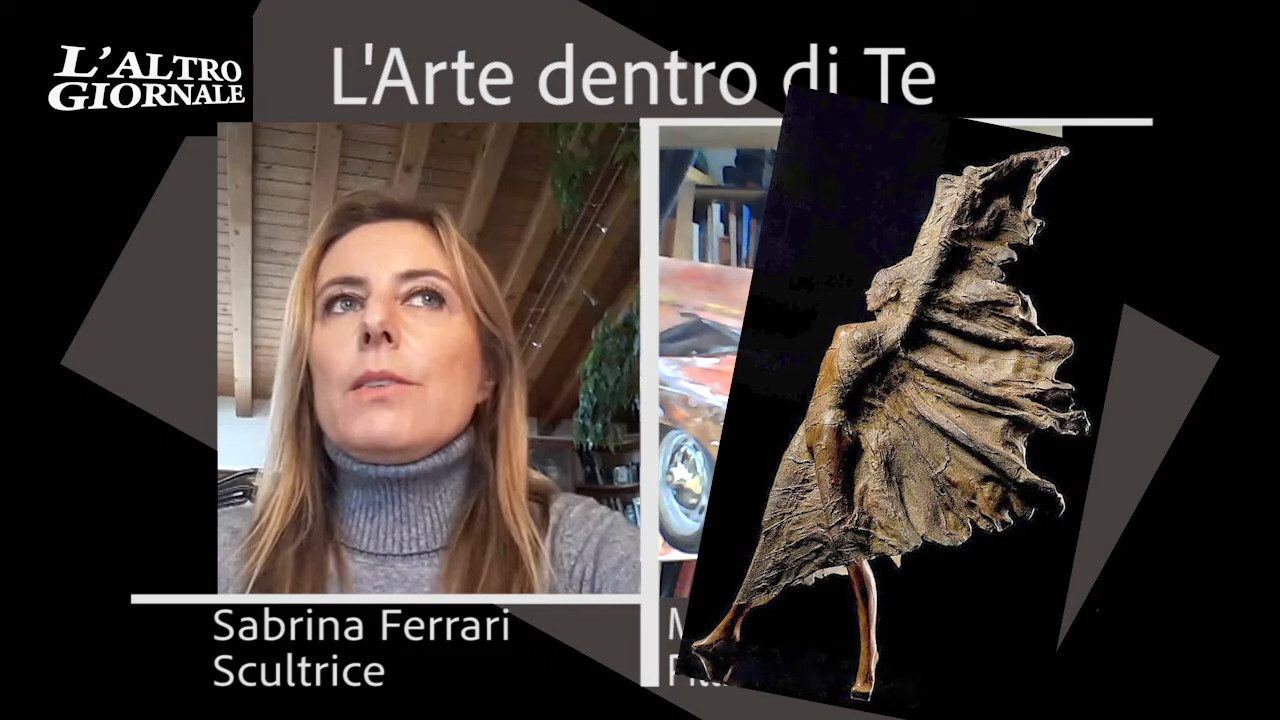 L'ALTRO
GIORNALE
L'Arte dentro di Te
Sabrina Ferrari
Scultrice